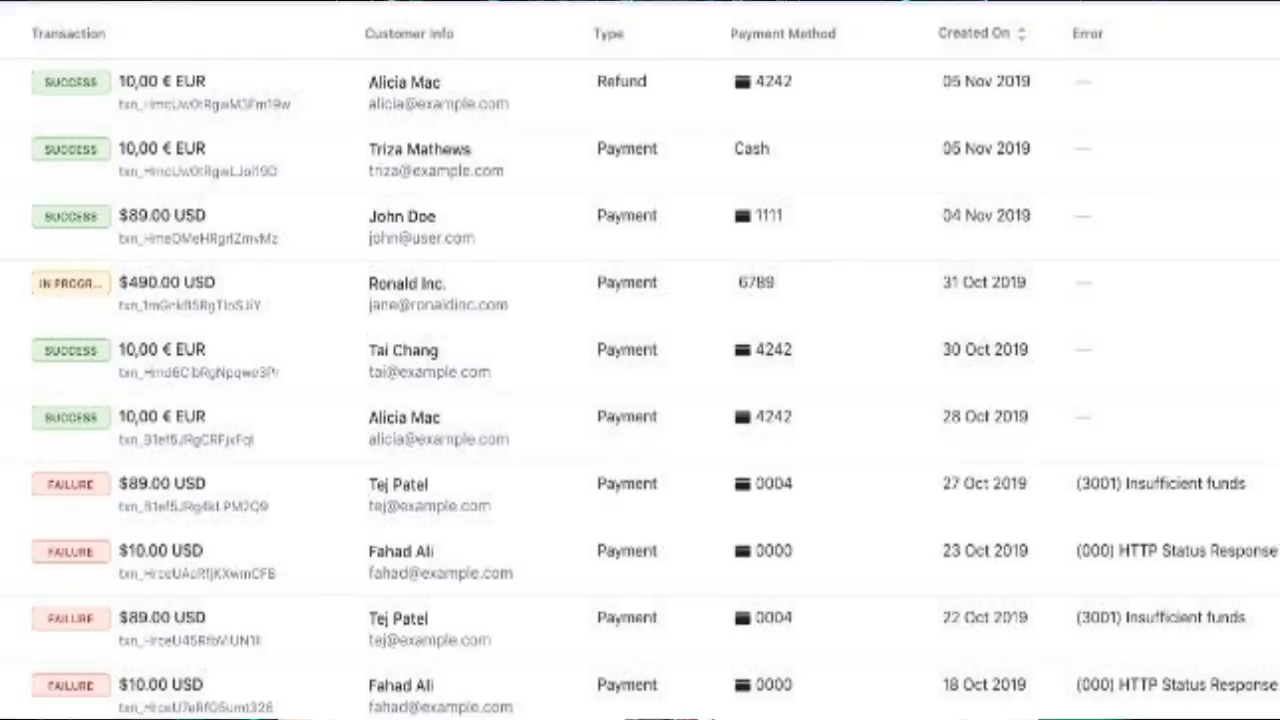 Transaction Customer Info Type Payment Method Created On Error
SUCCESS 10,00 € EUR Alicia Mac Refund 4242 05 Nov 2019 —
alicia@example.com
SUCCESS 10,00 € EUR Triza Mathews Payment Cash 05 Nov 2019 —
triza@example.com
SUCCESS $89.00 USD John Doe Payment 1111 04 Nov 2019 —
john@user.com
IN PROGR... $490.00 USD Ronald Inc. Payment 6789 31 Oct 2019 —
jane@ronaldinc.com
SUCCESS 10,00 € EUR Tai Chang Payment 4242 30 Oct 2019 —
tai@example.com
SUCCESS 10,00 € EUR Alicia Mac Payment 4242 28 Oct 2019 —
alicia@example.com
FAILURE $89.00 USD Tej Patel Payment 0004 27 Oct 2019 (3001) Insufficient funds
tej@example.com
FAILURE $10.00 USD Fahad Ali Payment 0000 23 Oct 2019 (000) HTTP Status Response
fahad@example.com
FAILURE $89.00 USD Tej Patel Payment 0004 22 Oct 2019 (3001) Insufficient funds
tej@example.com
FAILURE $10.00 USD Fahad Ali Payment 0000 18 Oct 2019 (000) HTTP Status Response
fahad@example.com